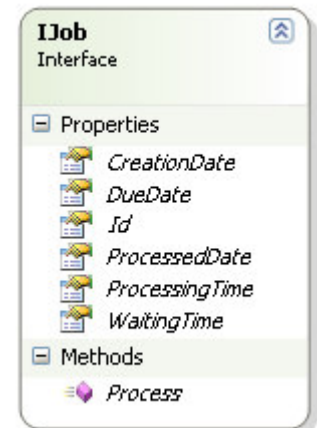 IJob
Interface
Properties
CreationDate
DueDate
Id
ProcessedDate
ProcessingTime
WaitingTime
Methods
Process